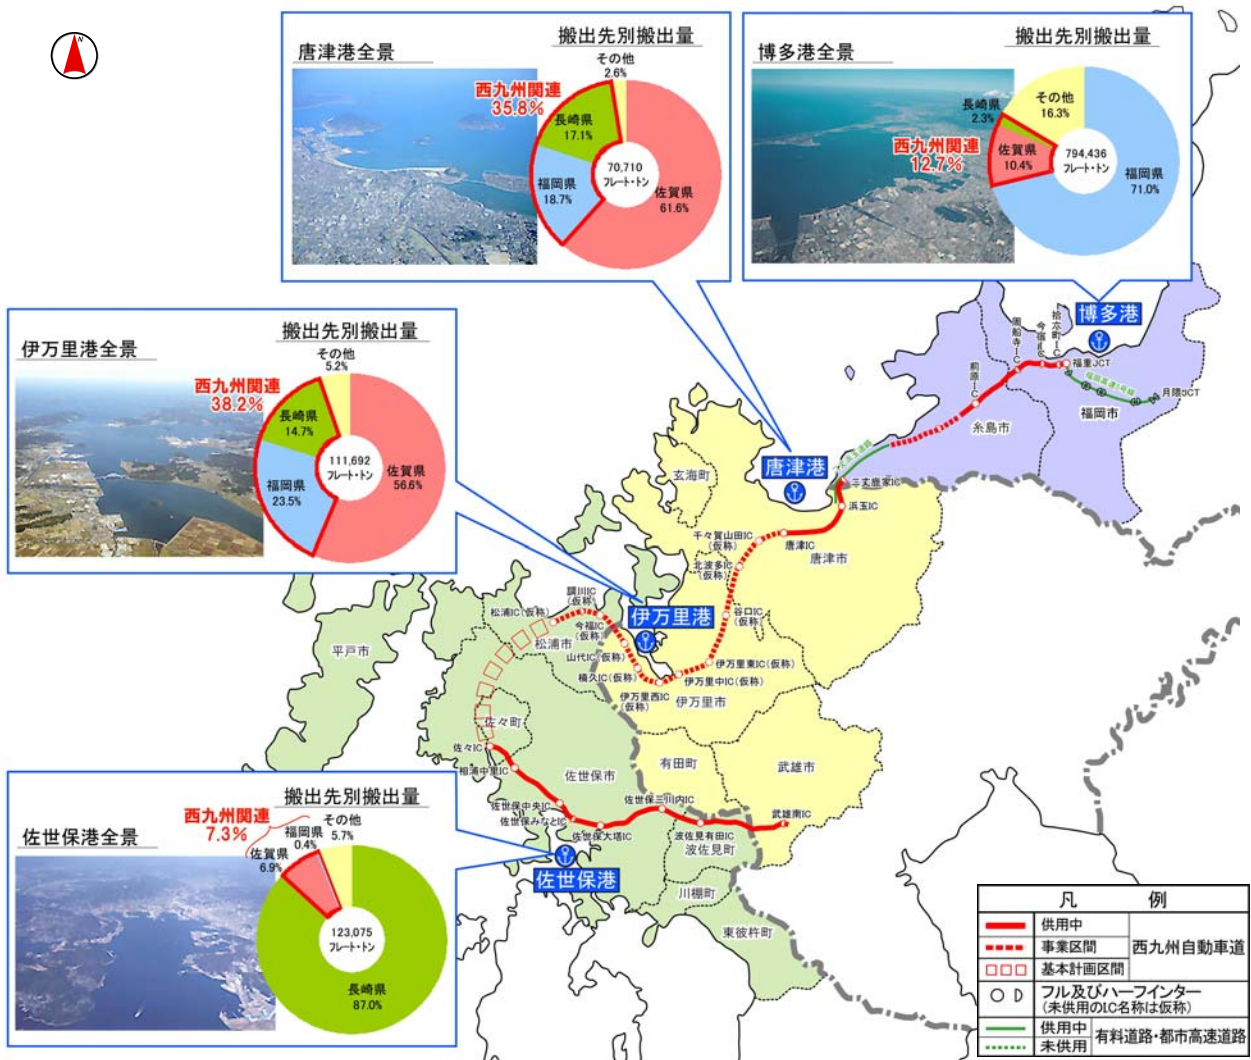 N
唐津港全景
搬出先別搬出量
その他
2.6%
西九州関連
35.8%
長崎県
17.1%
福岡県
18.7%
70,710
フレート・トン
佐賀県
61.6%
博多港全景
搬出先別搬出量
その他
16.3%
長崎県
2.3%
西九州関連
12.7%
佐賀県
10.4%
794,436
フレート・トン
福岡県
71.0%
伊万里港全景
搬出先別搬出量
その他
5.2%
西九州関連
38.2%
長崎県
14.7%
福岡県
23.5%
111,692
フレート・トン
佐賀県
56.6%
佐世保港全景
搬出先別搬出量
その他
5.7%
西九州関連
7.3%
福岡県
0.4%
佐賀県
6.9%
123,075
フレート・トン
長崎県
87.0%
博多港
拾六町IC
今宿IC
周船寺IC
前原IC
福重JCT
福岡高速5号線
月隈JCT
福岡市
糸島市
二丈浜玉道路
唐津港
二丈鹿家IC
浜玉IC
玄海町
千々賀山田IC
(仮称)
唐津IC
唐津市
北波多IC
(仮称)
谷口IC
(仮称)
伊万里港
調川IC
(仮称)
松浦IC(仮称)
今福IC
(仮称)
松浦市
山代IC(仮称)
楠久IC(仮称)
伊万里東IC(仮称)
伊万里中IC(仮称)
伊万里西IC
(仮称)
伊万里市
平戸市
佐々町
佐々IC
相浦中里IC
佐世保市
有田町
武雄市
佐世保中央IC
佐世保みなとIC
佐世保三川内IC
武雄南IC
佐世保大塔IC
波佐見有田IC
波佐見町
佐世保港
川棚町
東彼杵町
凡 例
供用中
事業区間
基本計画区間
西九州自動車道
フル及びハーフインター
(未供用のIC名称は仮称)
供用中
未供用
有料道路・都市高速道路